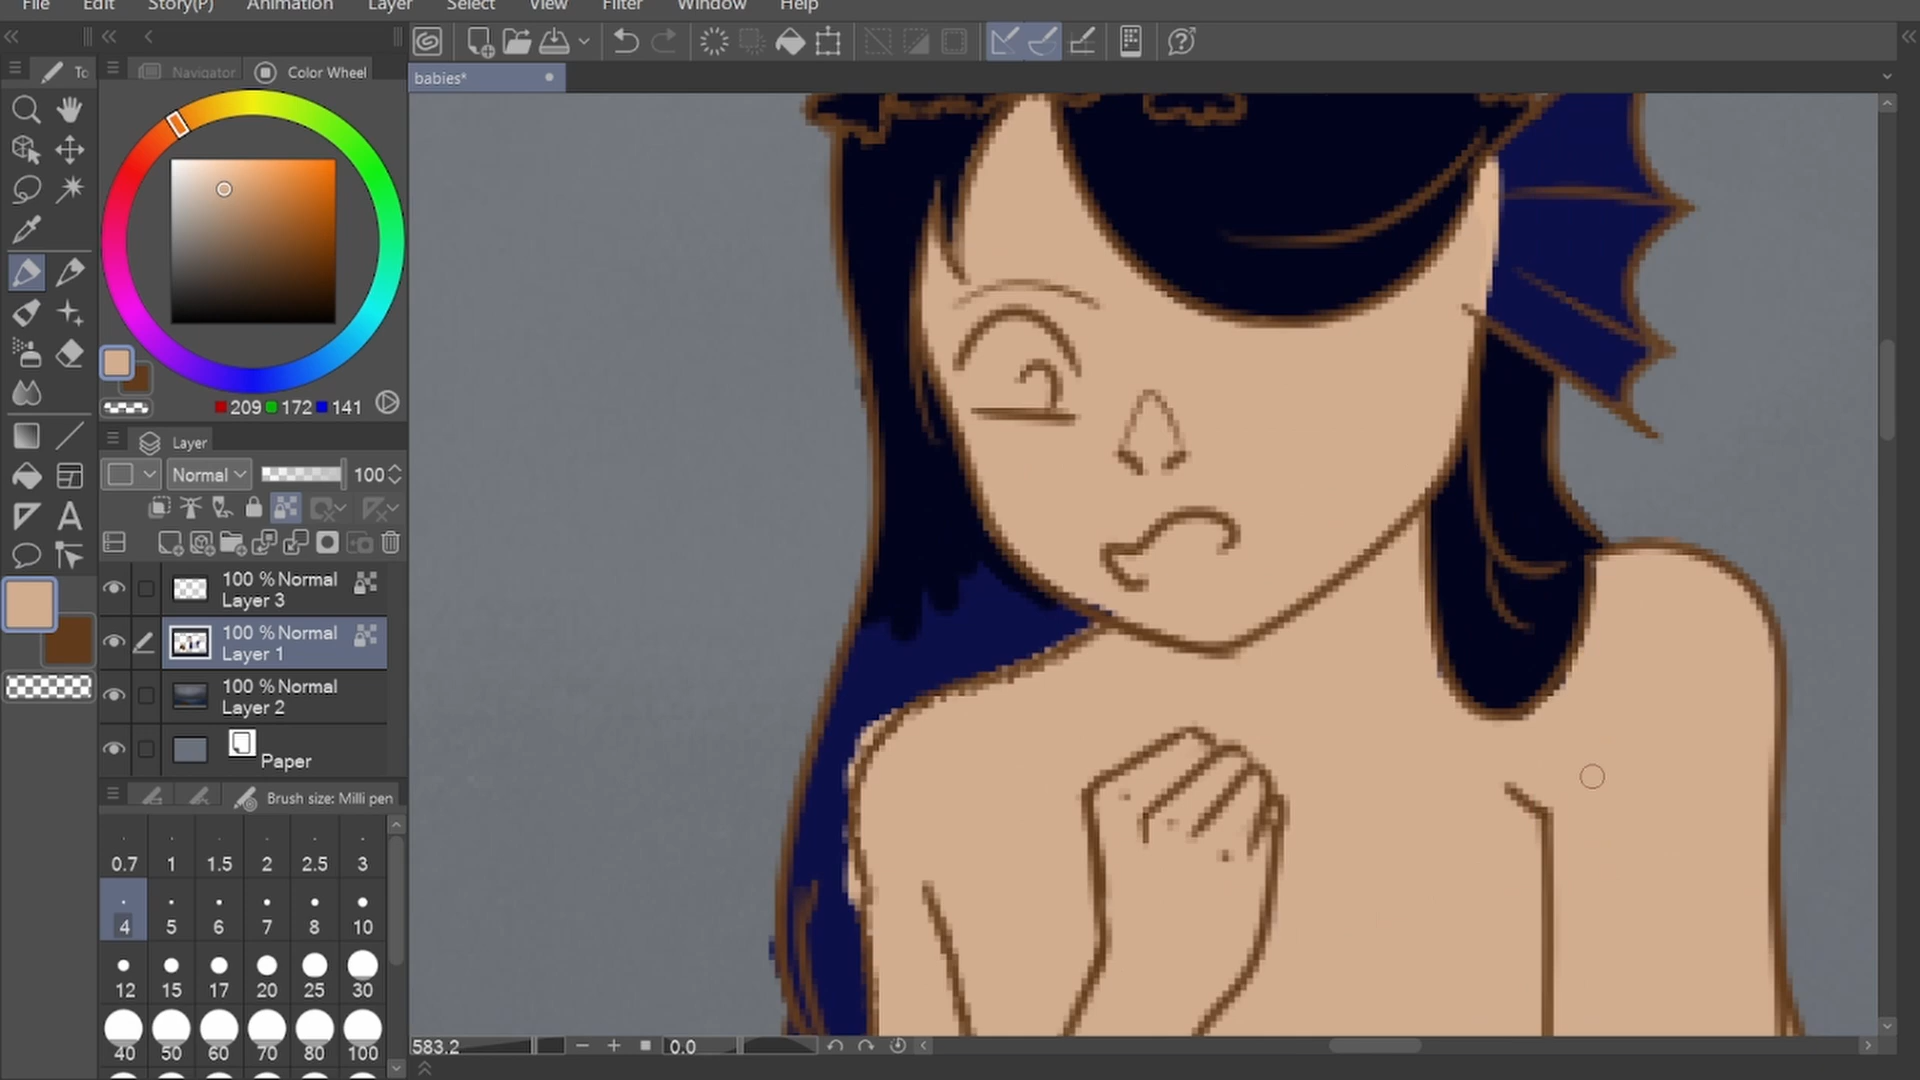 File Edit Story(P) Animation Layer Select View Filter Window Help
babies*
To Navigator Color Wheel
209 172 141
Layer
Normal 100
100 % Normal
Layer 3
100 % Normal
Layer 1
100 % Normal
Layer 2
Paper
Brush size: Milli pen
0.7 1 1.5 2 2.5 3
4 5 6 7 8 10
12 15 17 20 25 30
40 50 60 70 80 100
583.2 0.0